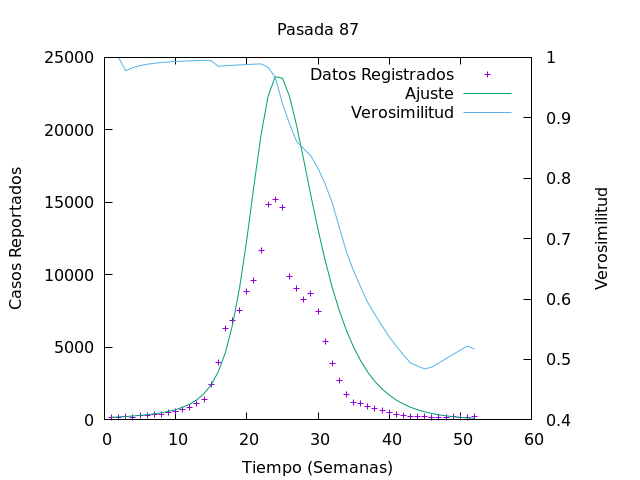 Pasada 87
25000
20000
15000
10000
5000
0
1
0.9
0.8
0.7
0.6
0.5
0.4
0 10 20 30 40 50 60
Datos Registrados
Ajuste
Verosimilitud
Casos Reportados
Verosimilitud
Tiempo (Semanas)